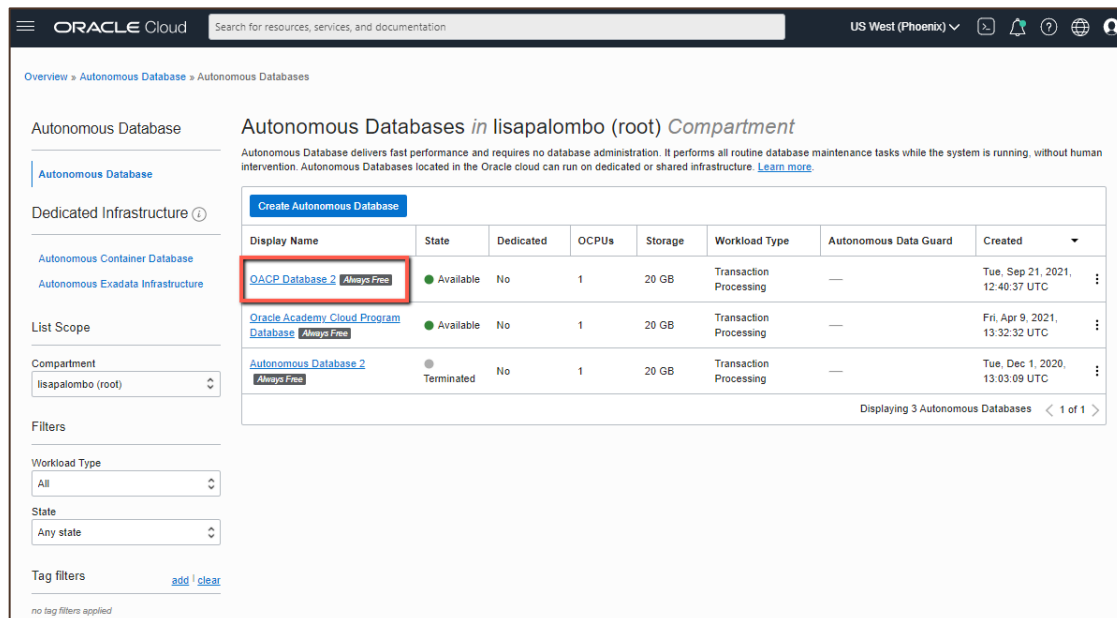 ORACLE Cloud
Search for resources, services, and documentation
US West (Phoenix)
Overview » Autonomous Database » Autonomous Databases
Autonomous Database
Autonomous Database
Dedicated Infrastructure i
Autonomous Container Database
Autonomous Exadata Infrastructure
List Scope
Compartment
lisapalombo (root)
Filters
Workload Type
All
State
Any state
Tag filters add | clear
no tag filters applied
Autonomous Databases in lisapalombo (root) Compartment
Autonomous Database delivers fast performance and requires no database administration. It performs all routine database maintenance tasks while the system is running, without human
intervention. Autonomous Databases located in the Oracle cloud can run on dedicated or shared infrastructure. Learn more.
Create Autonomous Database
Display Name State Dedicated OCPUs Storage Workload Type Autonomous Data Guard Created
OACP Database 2 Always Free Available No 1 20 GB Transaction Processing — Tue, Sep 21, 2021, 12:40:37 UTC
Oracle Academy Cloud Program Database Always Free Available No 1 20 GB Transaction Processing — Fri, Apr 9, 2021, 13:32:32 UTC
Autonomous Database 2 Always Free Terminated No 1 20 GB Transaction Processing — Tue, Dec 1, 2020, 13:03:09 UTC
Displaying 3 Autonomous Databases < 1 of 1 >